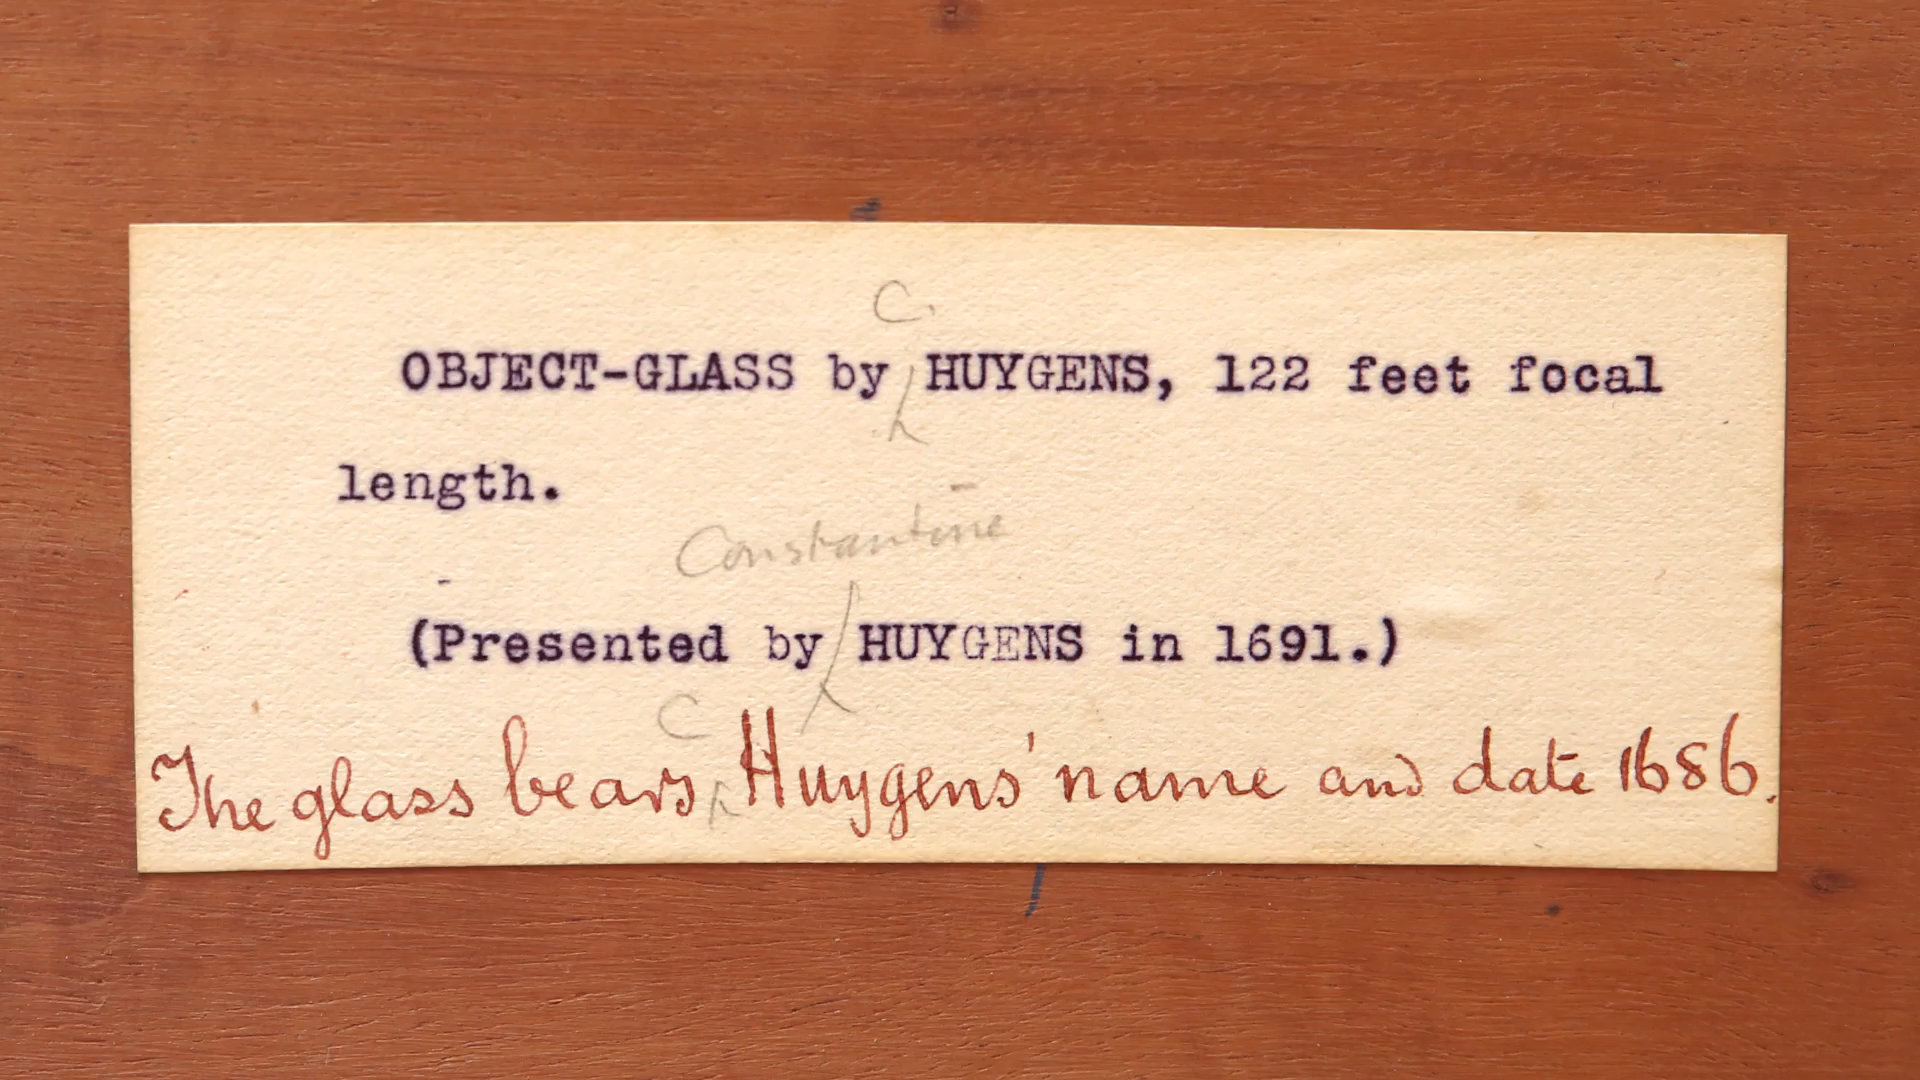 C.
OBJECT-GLASS by HUYGENS, 122 feet focal
length.
Constantine
(Presented by HUYGENS in 1691.)
C
The glass bears Huygens' name and date 1686.